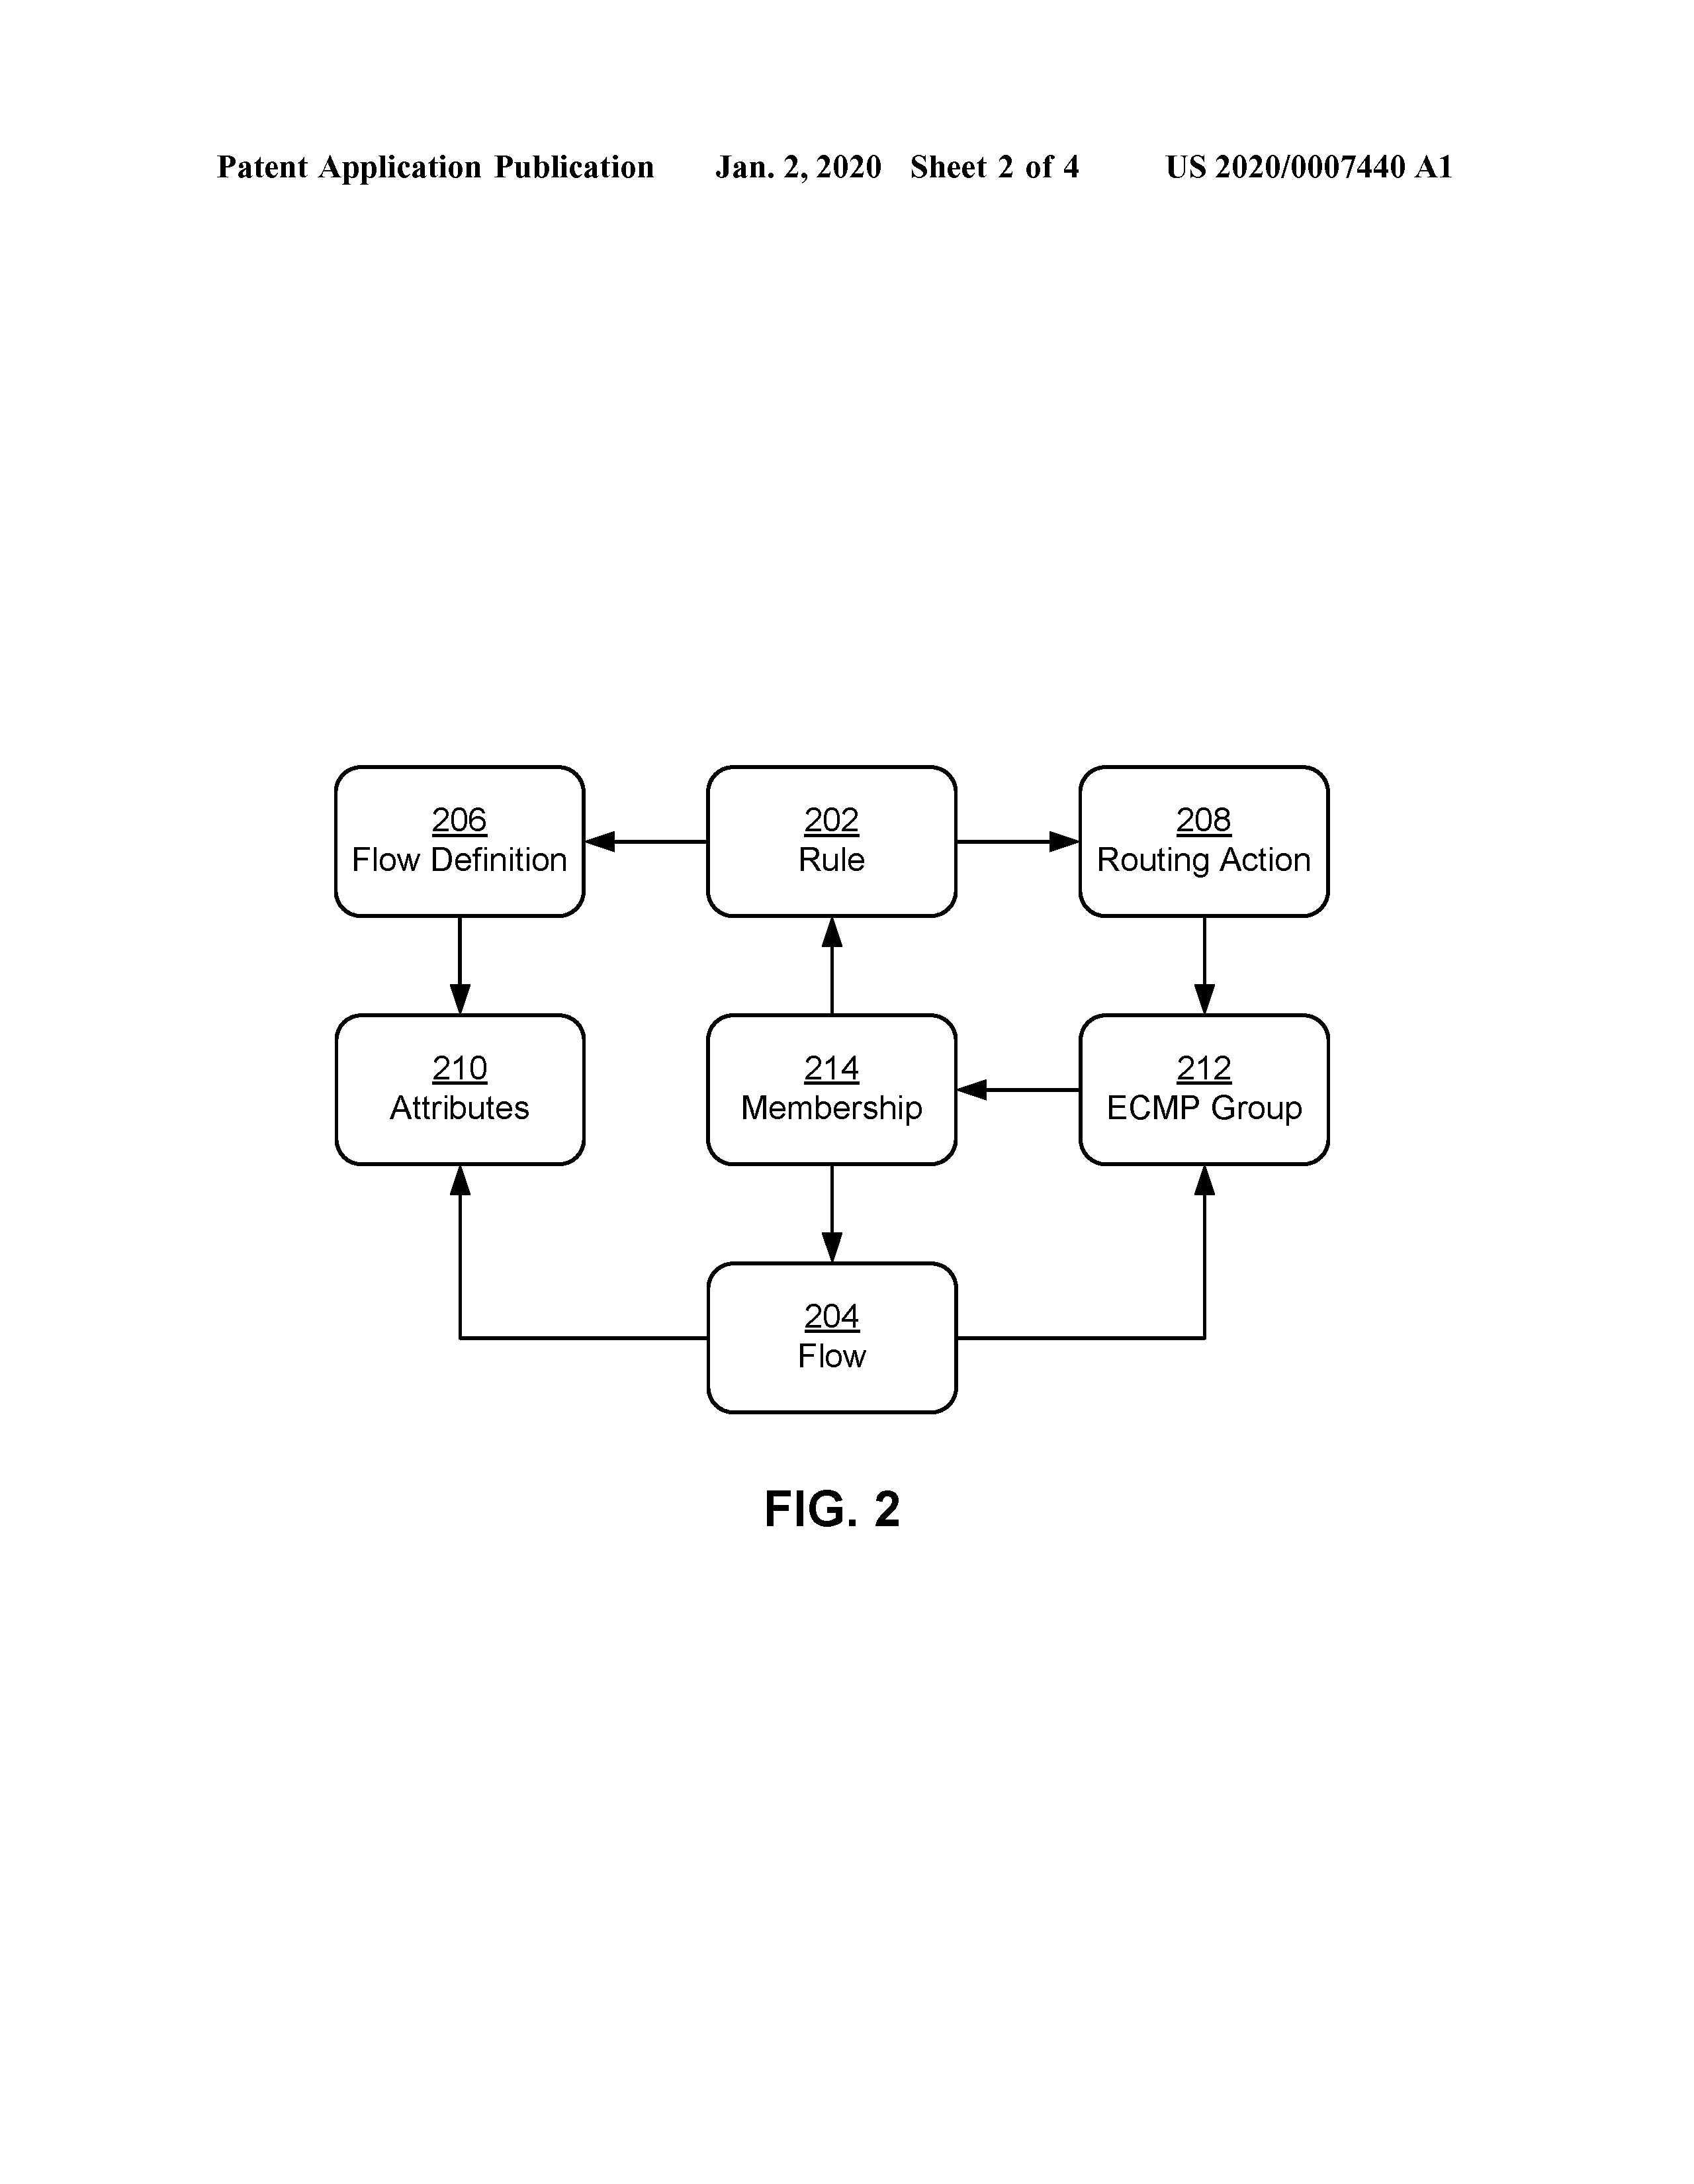 Patent Application Publication Jan. 2, 2020 Sheet 2 of 4 US 2020/0007440 A1
206
Flow Definition
202
Rule
208
Routing Action
210
Attributes
214
Membership
212
ECMP Group
204
Flow
FIG. 2